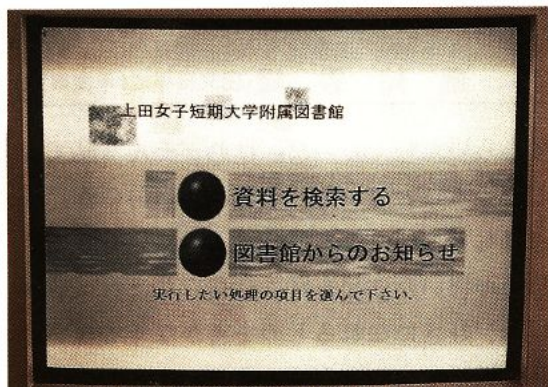 上田女子短期大学附属図書館
資料を検索する
図書館からのお知らせ
実行したい処理の項目を選んで下さい.